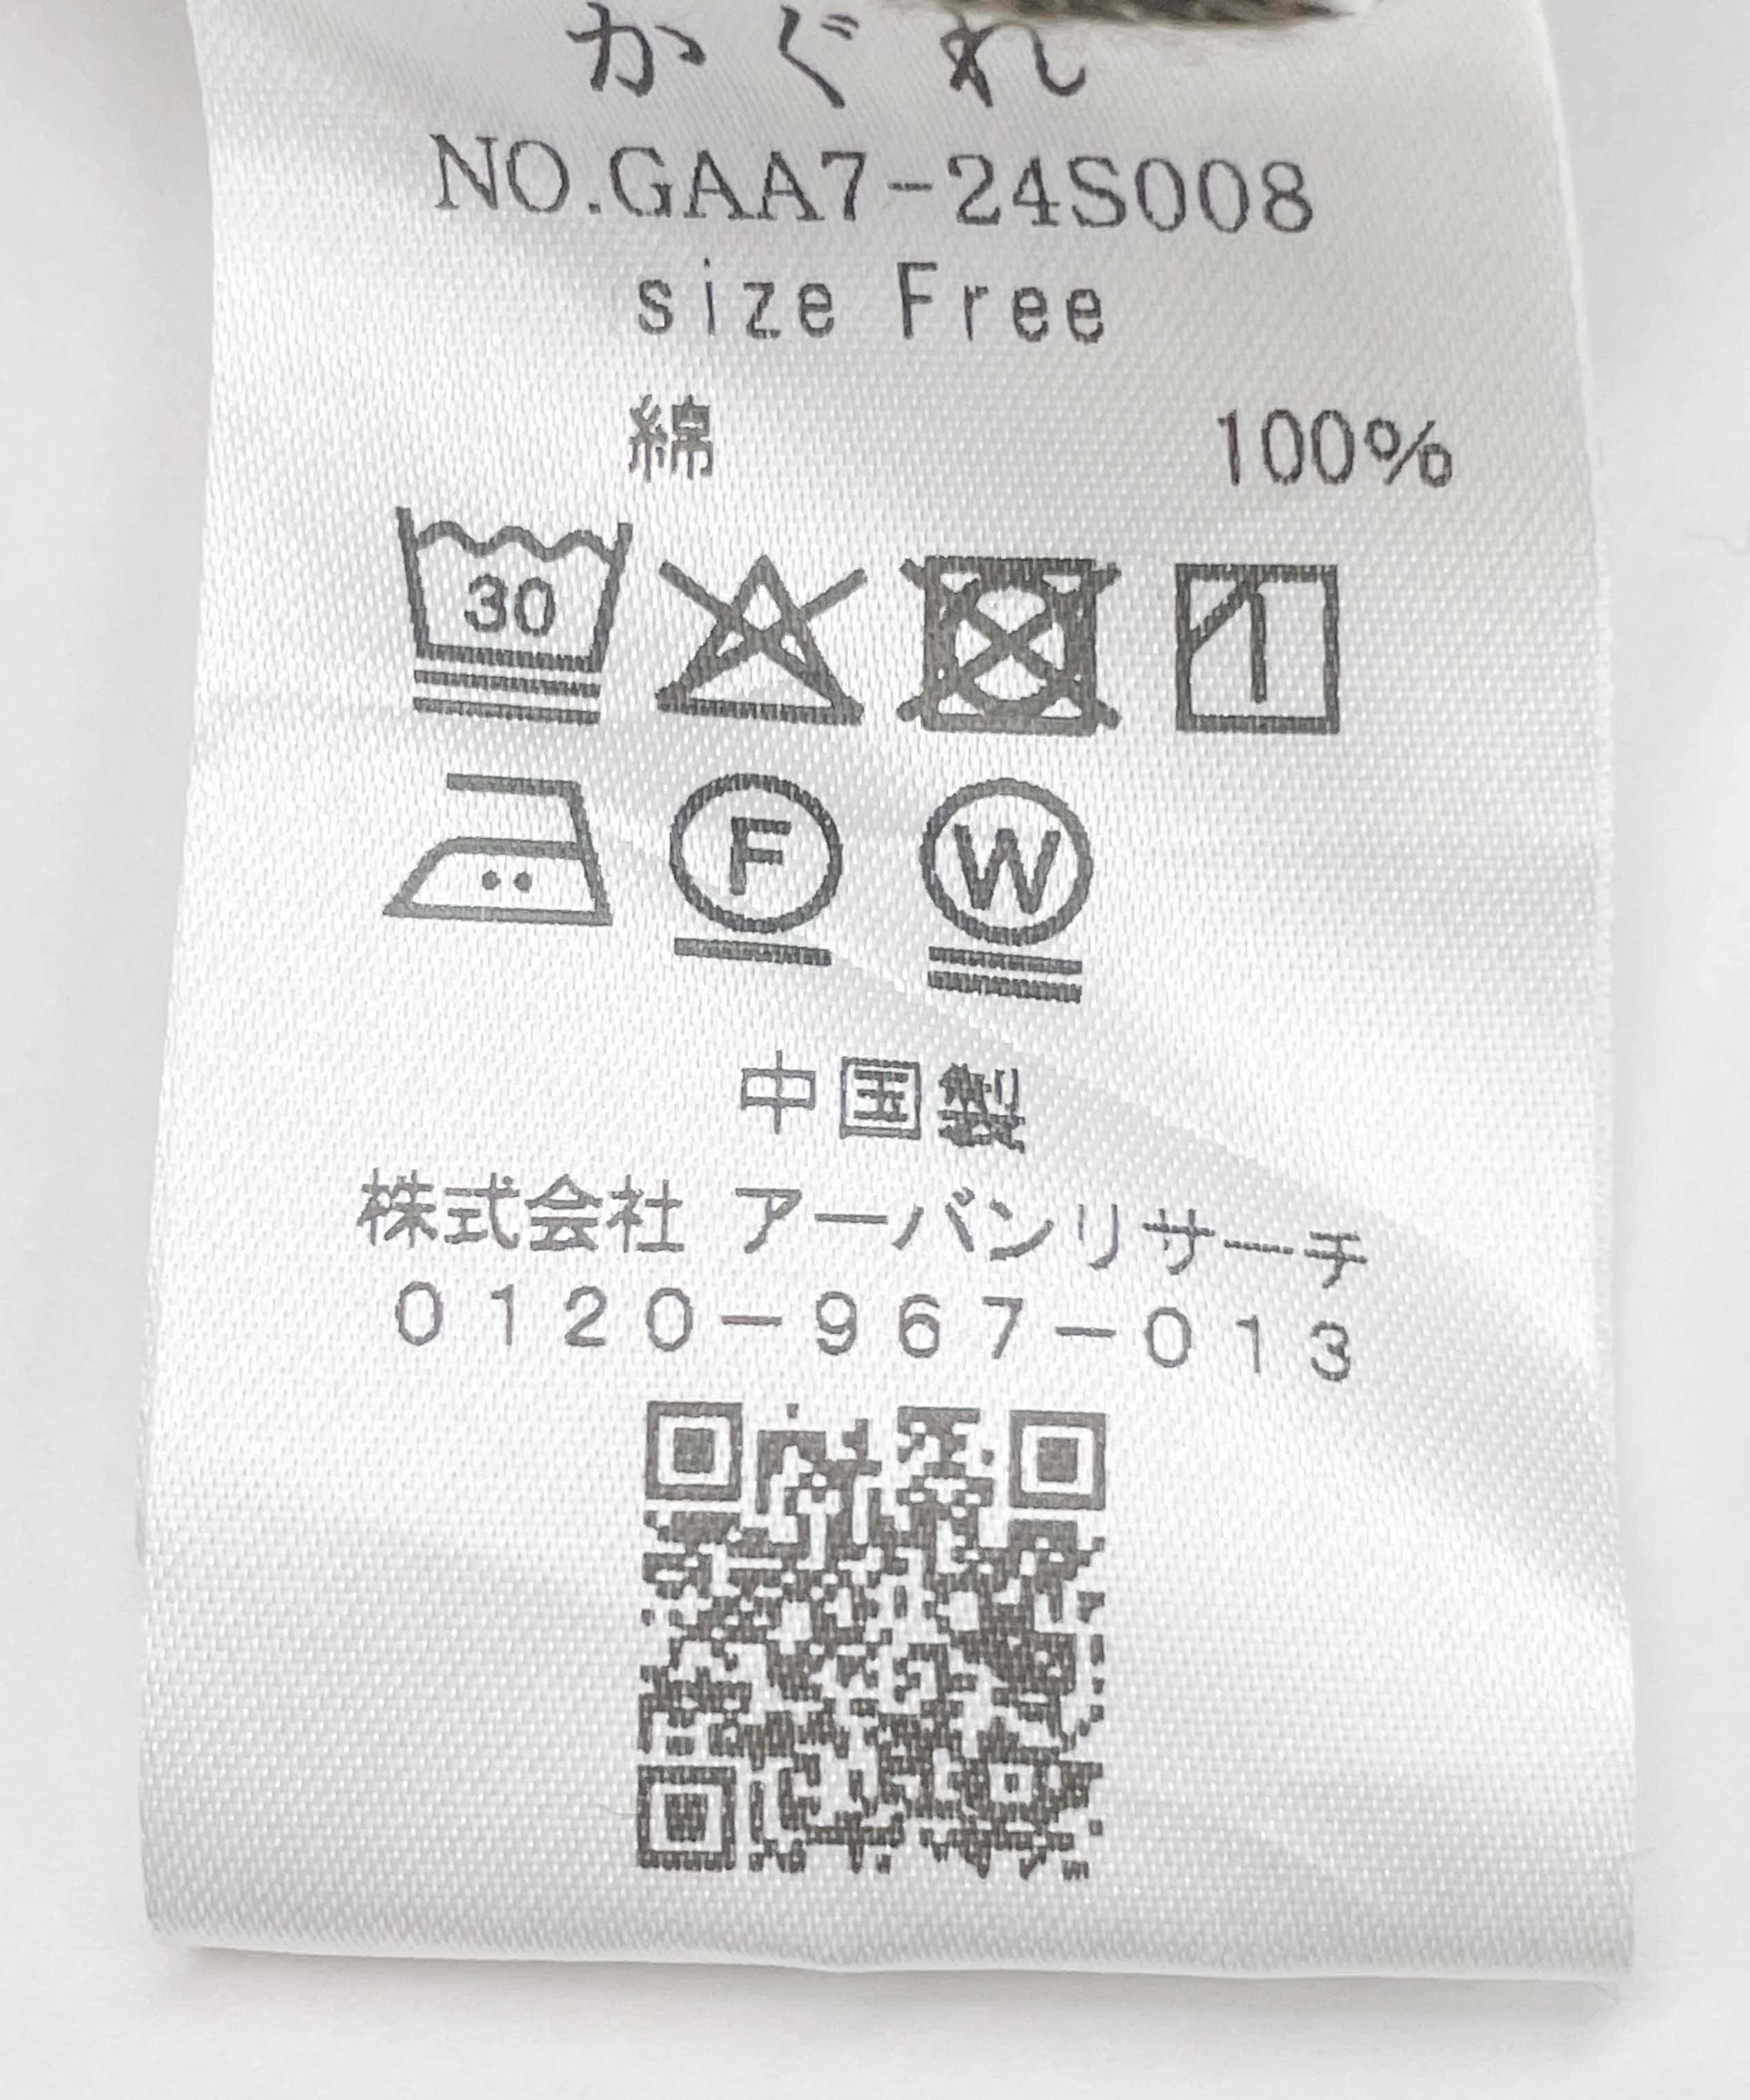 かぐれ
NO.GAA7-24S008
size Free
綿 100%
30
F W
中国製
株式会社 アーバンリサーチ
0120-967-013